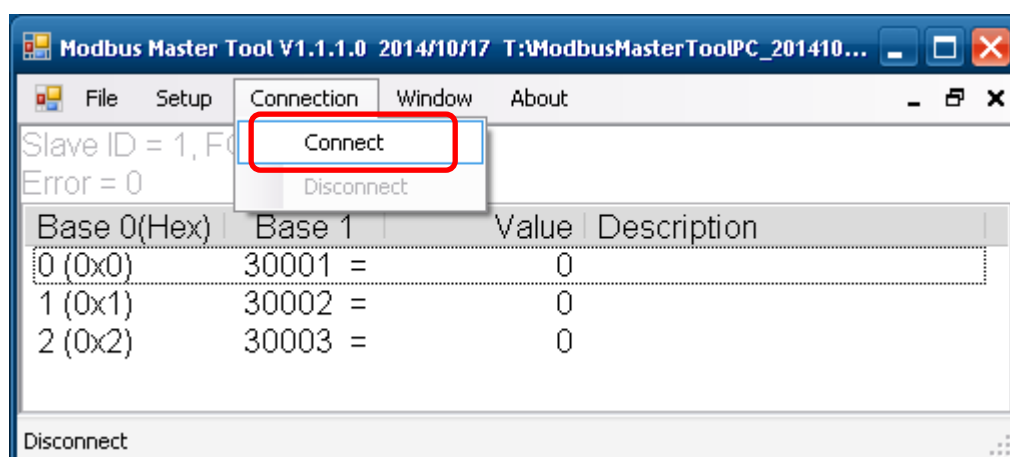 Modbus Master Tool V1.1.1.0 2014/10/17 T:\ModbusMasterToolPC_201410...
File Setup Connection Window About
Connect
Disconnect
Slave ID = 1,
Error = 0
Base 0(Hex) Base 1 Value Description
0 (0x0) 30001 = 0
1 (0x1) 30002 = 0
2 (0x2) 30003 = 0
Disconnect